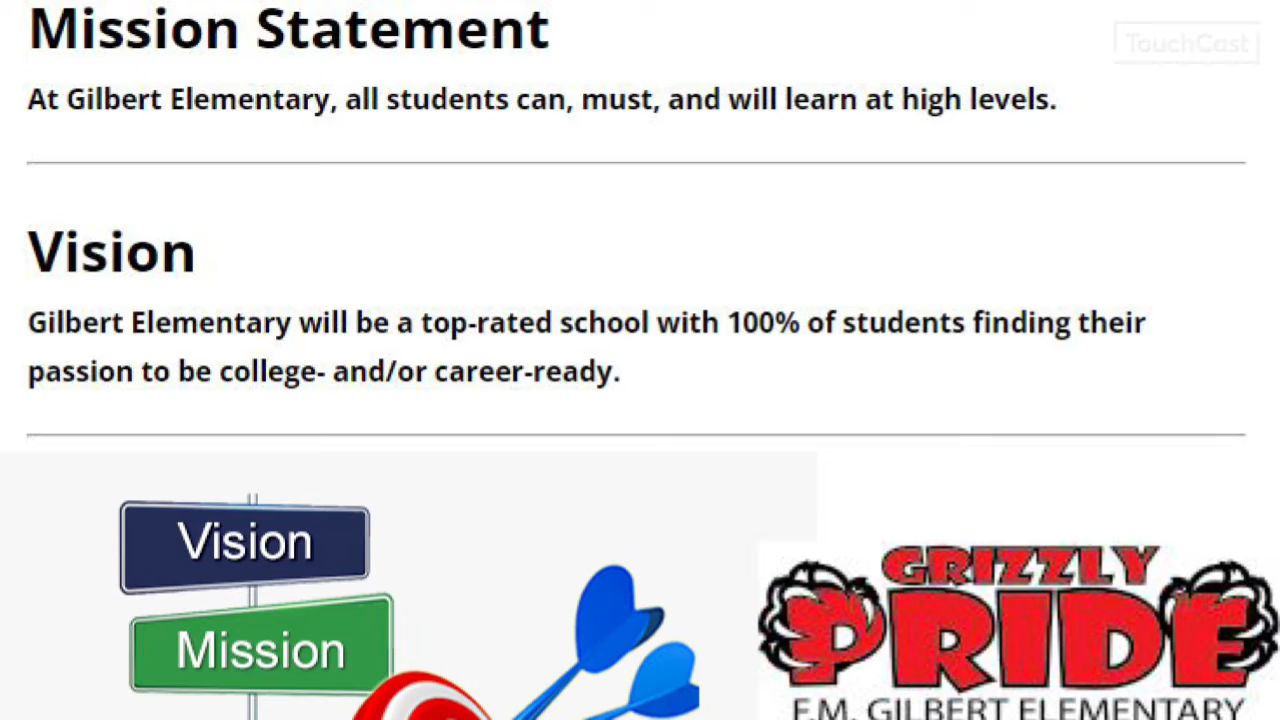 Mission Statement
TouchCast
At Gilbert Elementary, all students can, must, and will learn at high levels.
Vision
Gilbert Elementary will be a top-rated school with 100% of students finding their
passion to be college- and/or career-ready.
Vision
Mission
GRIZZLY
PRIDE
F.M. GILBERT ELEMENTARY